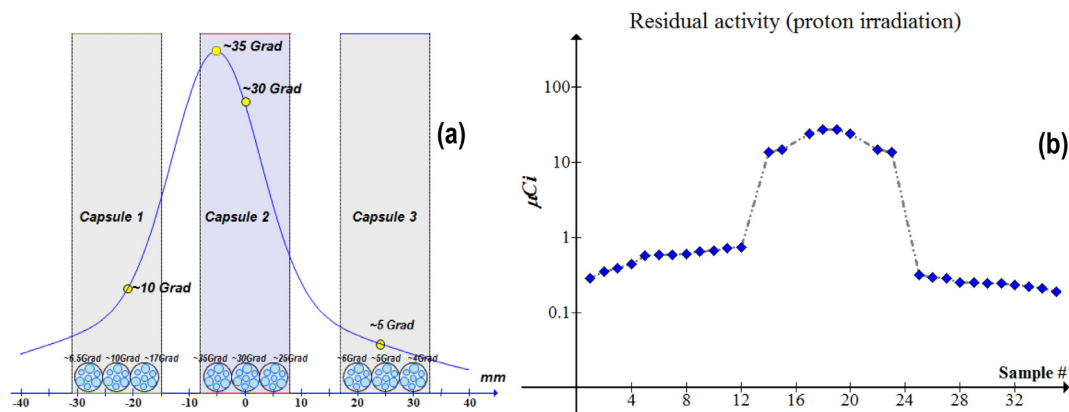 ~35 Grad
~30 Grad
(a)
Capsule 1
Capsule 2
Capsule 3
~10 Grad
~5 Grad
~6.5Grad ~10Grad ~17Grad
~35Grad ~30Grad ~25Grad
~6Grad ~5Grad ~4Grad
mm
-40 -30 -20 -10 0 10 20 30 40
Residual activity (proton irradiation)
(b)
μCi
100
10
1
0.1
Sample #
4 8 12 16 20 24 28 32